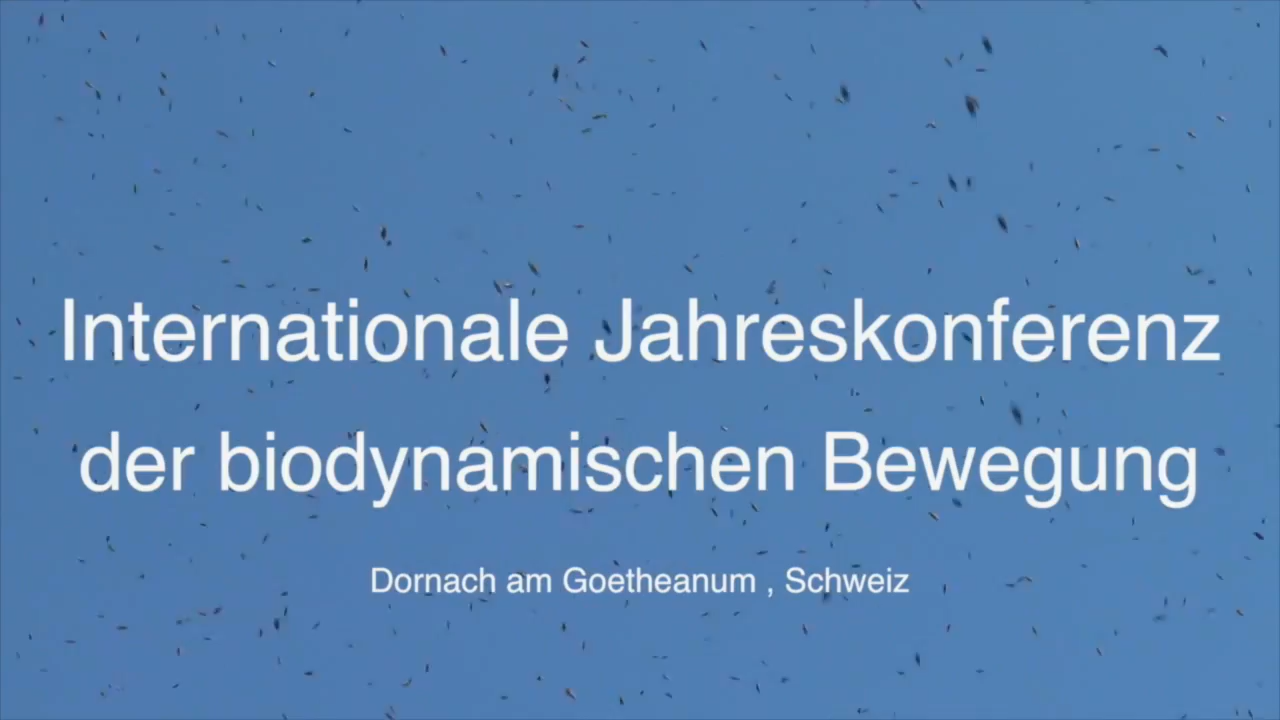 Internationale Jahreskonferenz
der biodynamischen Bewegung
Dornach am Goetheanum , Schweiz